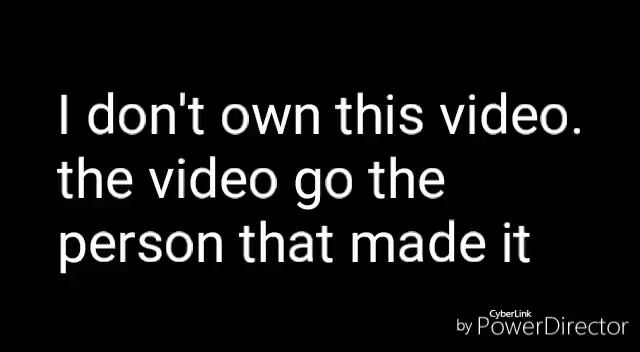 I don't own this video.
the video go the
person that made it
CyberLink
by PowerDirector